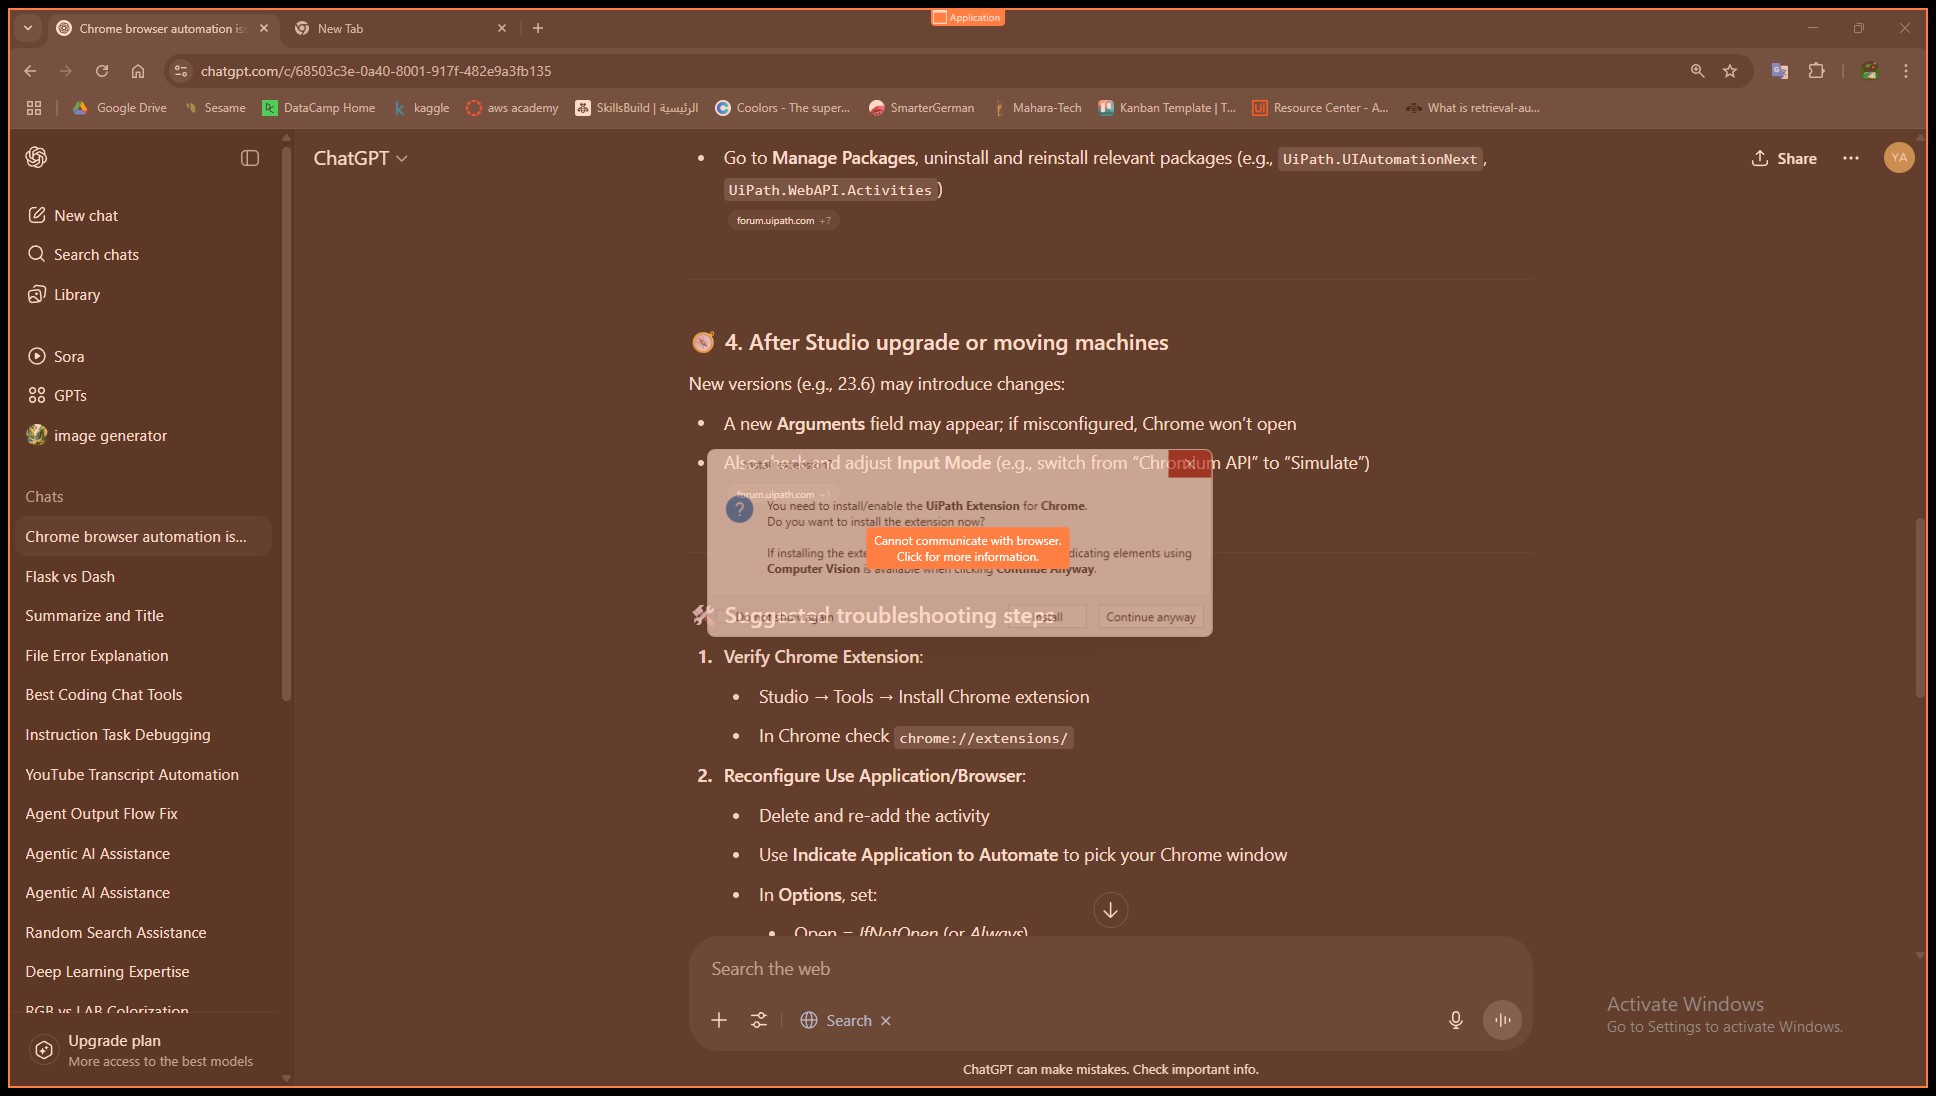 Application
Chrome browser automation is
New Tab
chatgpt.com/c/68503c3e-0a40-8001-917f-482e9a3fb135
Google Drive
Sesame
DataCamp Home
kaggle
aws academy
SkillsBuild | الرئيسية
Coolors - The super...
SmarterGerman
Mahara-Tech
Kanban Template | T...
Resource Center - A...
What is retrieval-au...
ChatGPT
Share
YA
New chat
Search chats
Library
Sora
GPTs
image generator
Chats
Chrome browser automation is...
Flask vs Dash
Summarize and Title
File Error Explanation
Best Coding Chat Tools
Instruction Task Debugging
YouTube Transcript Automation
Agent Output Flow Fix
Agentic AI Assistance
Agentic AI Assistance
Random Search Assistance
Deep Learning Expertise
RGB vs LAB Colorization
Upgrade plan
More access to the best models
• Go to Manage Packages, uninstall and reinstall relevant packages (e.g., UiPath.UIAutomationNext,
UiPath.WebAPI.Activities)
forum.uipath.com +7
4. After Studio upgrade or moving machines
New versions (e.g., 23.6) may introduce changes:
• A new Arguments field may appear; if misconfigured, Chrome won’t open
• Also check and adjust Input Mode (e.g., switch from “Chromium API” to “Simulate”)
forum.uipath.com +1
You need to install/enable the UiPath Extension for Chrome.
Do you want to install the extension now?
Cannot communicate with browser.
Click for more information.
If installing the
dicating elements using
Computer Vision is available when clicking Continue Anyway.
Do not show again
Install
Continue anyway
Suggested troubleshooting steps
1. Verify Chrome Extension:
• Studio → Tools → Install Chrome extension
• In Chrome check chrome://extensions/
2. Reconfigure Use Application/Browser:
• Delete and re-add the activity
• Use Indicate Application to Automate to pick your Chrome window
• In Options, set:
• Open = IfNotOpen (or Always)
Search the web
Search
ChatGPT can make mistakes. Check important info.
Activate Windows
Go to Settings to activate Windows.